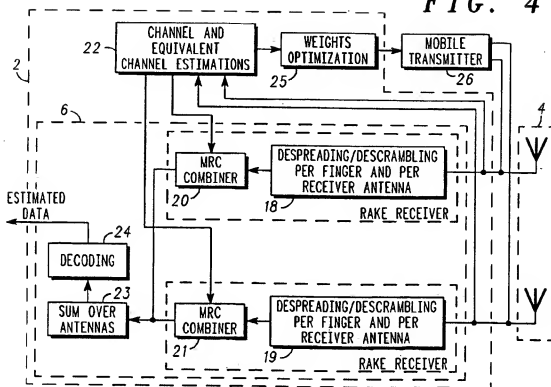 FIG. 4
CHANNEL AND
EQUIVALENT
CHANNEL ESTIMATIONS
22
WEIGHTS
OPTIMIZATION
25
MOBILE
TRANSMITTER
26
2
6
4
MRC
COMBINER
20
DESPREADING/DESCRAMBLING
PER FINGER AND PER
RECEIVER ANTENNA
18
RAKE RECEIVER
ESTIMATED
DATA
24
DECODING
23
SUM OVER
ANTENNAS
MRC
COMBINER
21
DESPREADING/DESCRAMBLING
PER FINGER AND PER
RECEIVER ANTENNA
19
RAKE RECEIVER